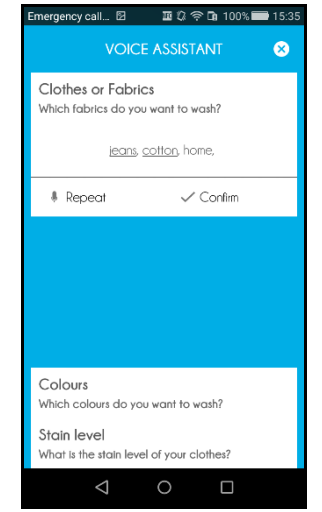 Emergency call... 100% 15:35
VOICE ASSISTANT
Clothes or Fabrics
Which fabrics do you want to wash?
jeans, cotton, home,
Repeat Confirm
Colours
Which colours do you want to wash?
Stain level
What is the stain level of your clothes?